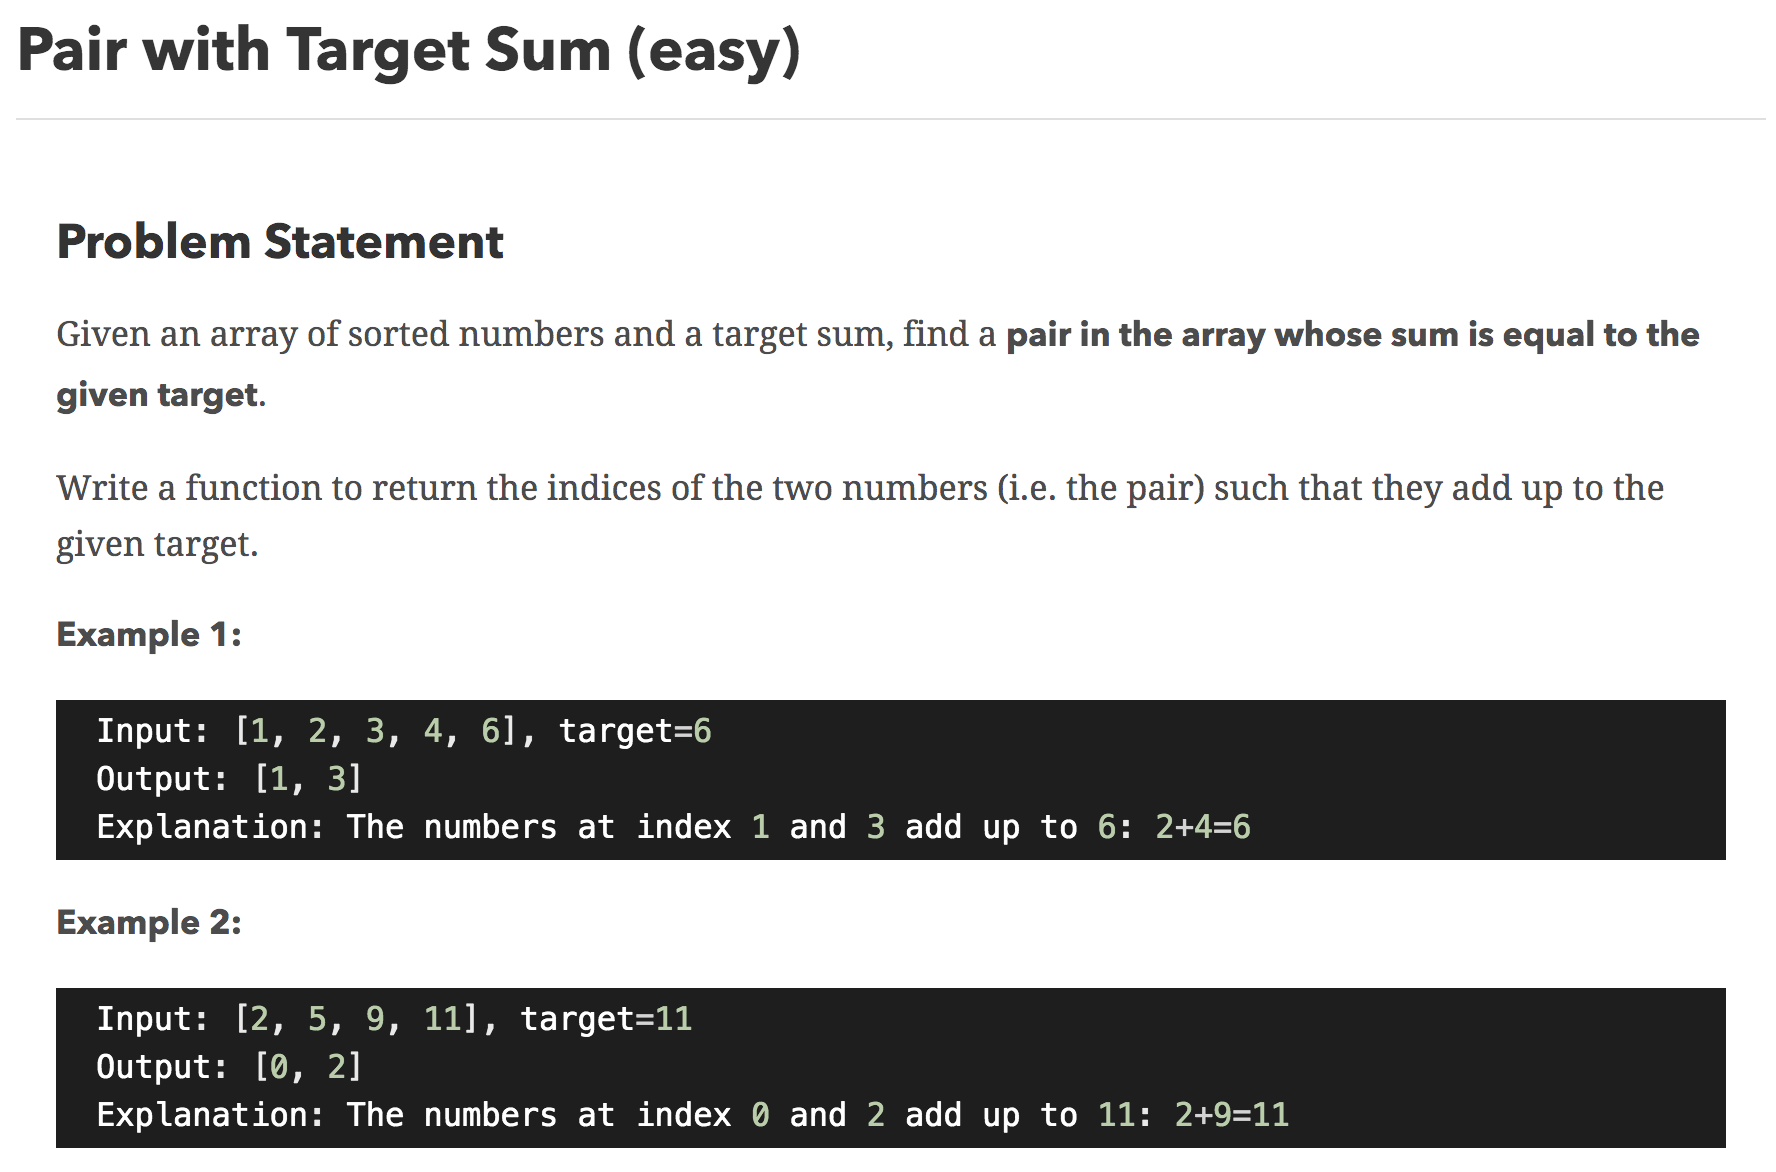 Pair with Target Sum (easy)
Problem Statement
Given an array of sorted numbers and a target sum, find a pair in the array whose sum is equal to the
given target.
Write a function to return the indices of the two numbers (i.e. the pair) such that they add up to the
given target.
Example 1:
Input: [1, 2, 3, 4, 6], target=6
Output: [1, 3]
Explanation: The numbers at index 1 and 3 add up to 6: 2+4=6
Example 2:
Input: [2, 5, 9, 11], target=11
Output: [0, 2]
Explanation: The numbers at index 0 and 2 add up to 11: 2+9=11